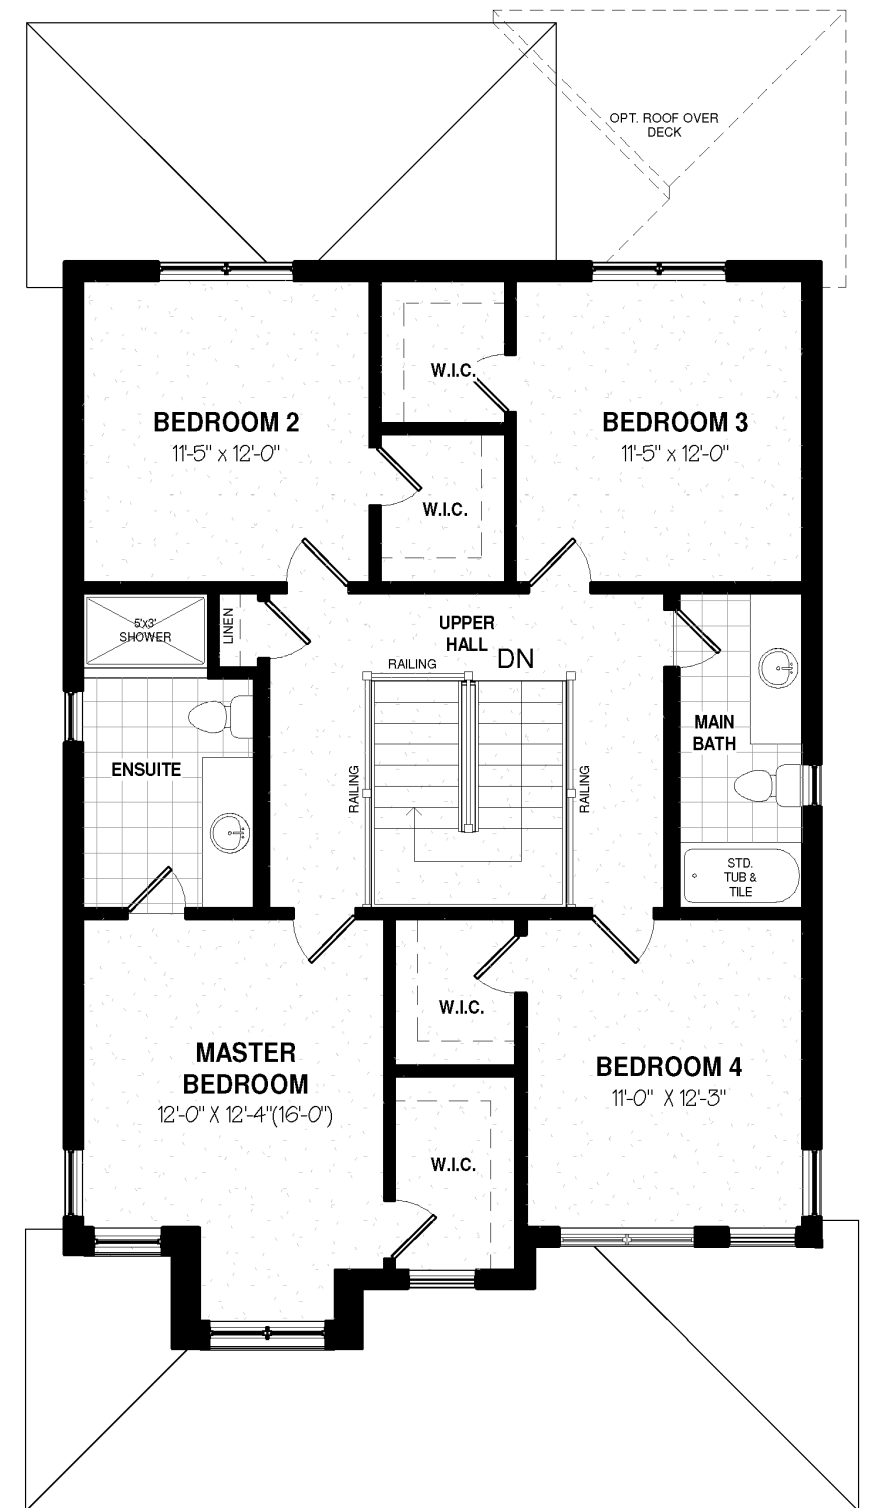 OPT. ROOF OVER
DECK
W.I.C.
BEDROOM 2
11'-5" x 12'-0"
BEDROOM 3
11'-5" x 12'-0"
W.I.C.
5'x3'
SHOWER
LINEN
UPPER
HALL
DN
RAILING
MAIN
BATH
ENSUITE
RAILING
RAILING
STD.
TUB &
TILE
W.I.C.
MASTER
BEDROOM
12'-0" X 12'-4"(16'-0")
BEDROOM 4
11'-0" X 12'-3"
W.I.C.